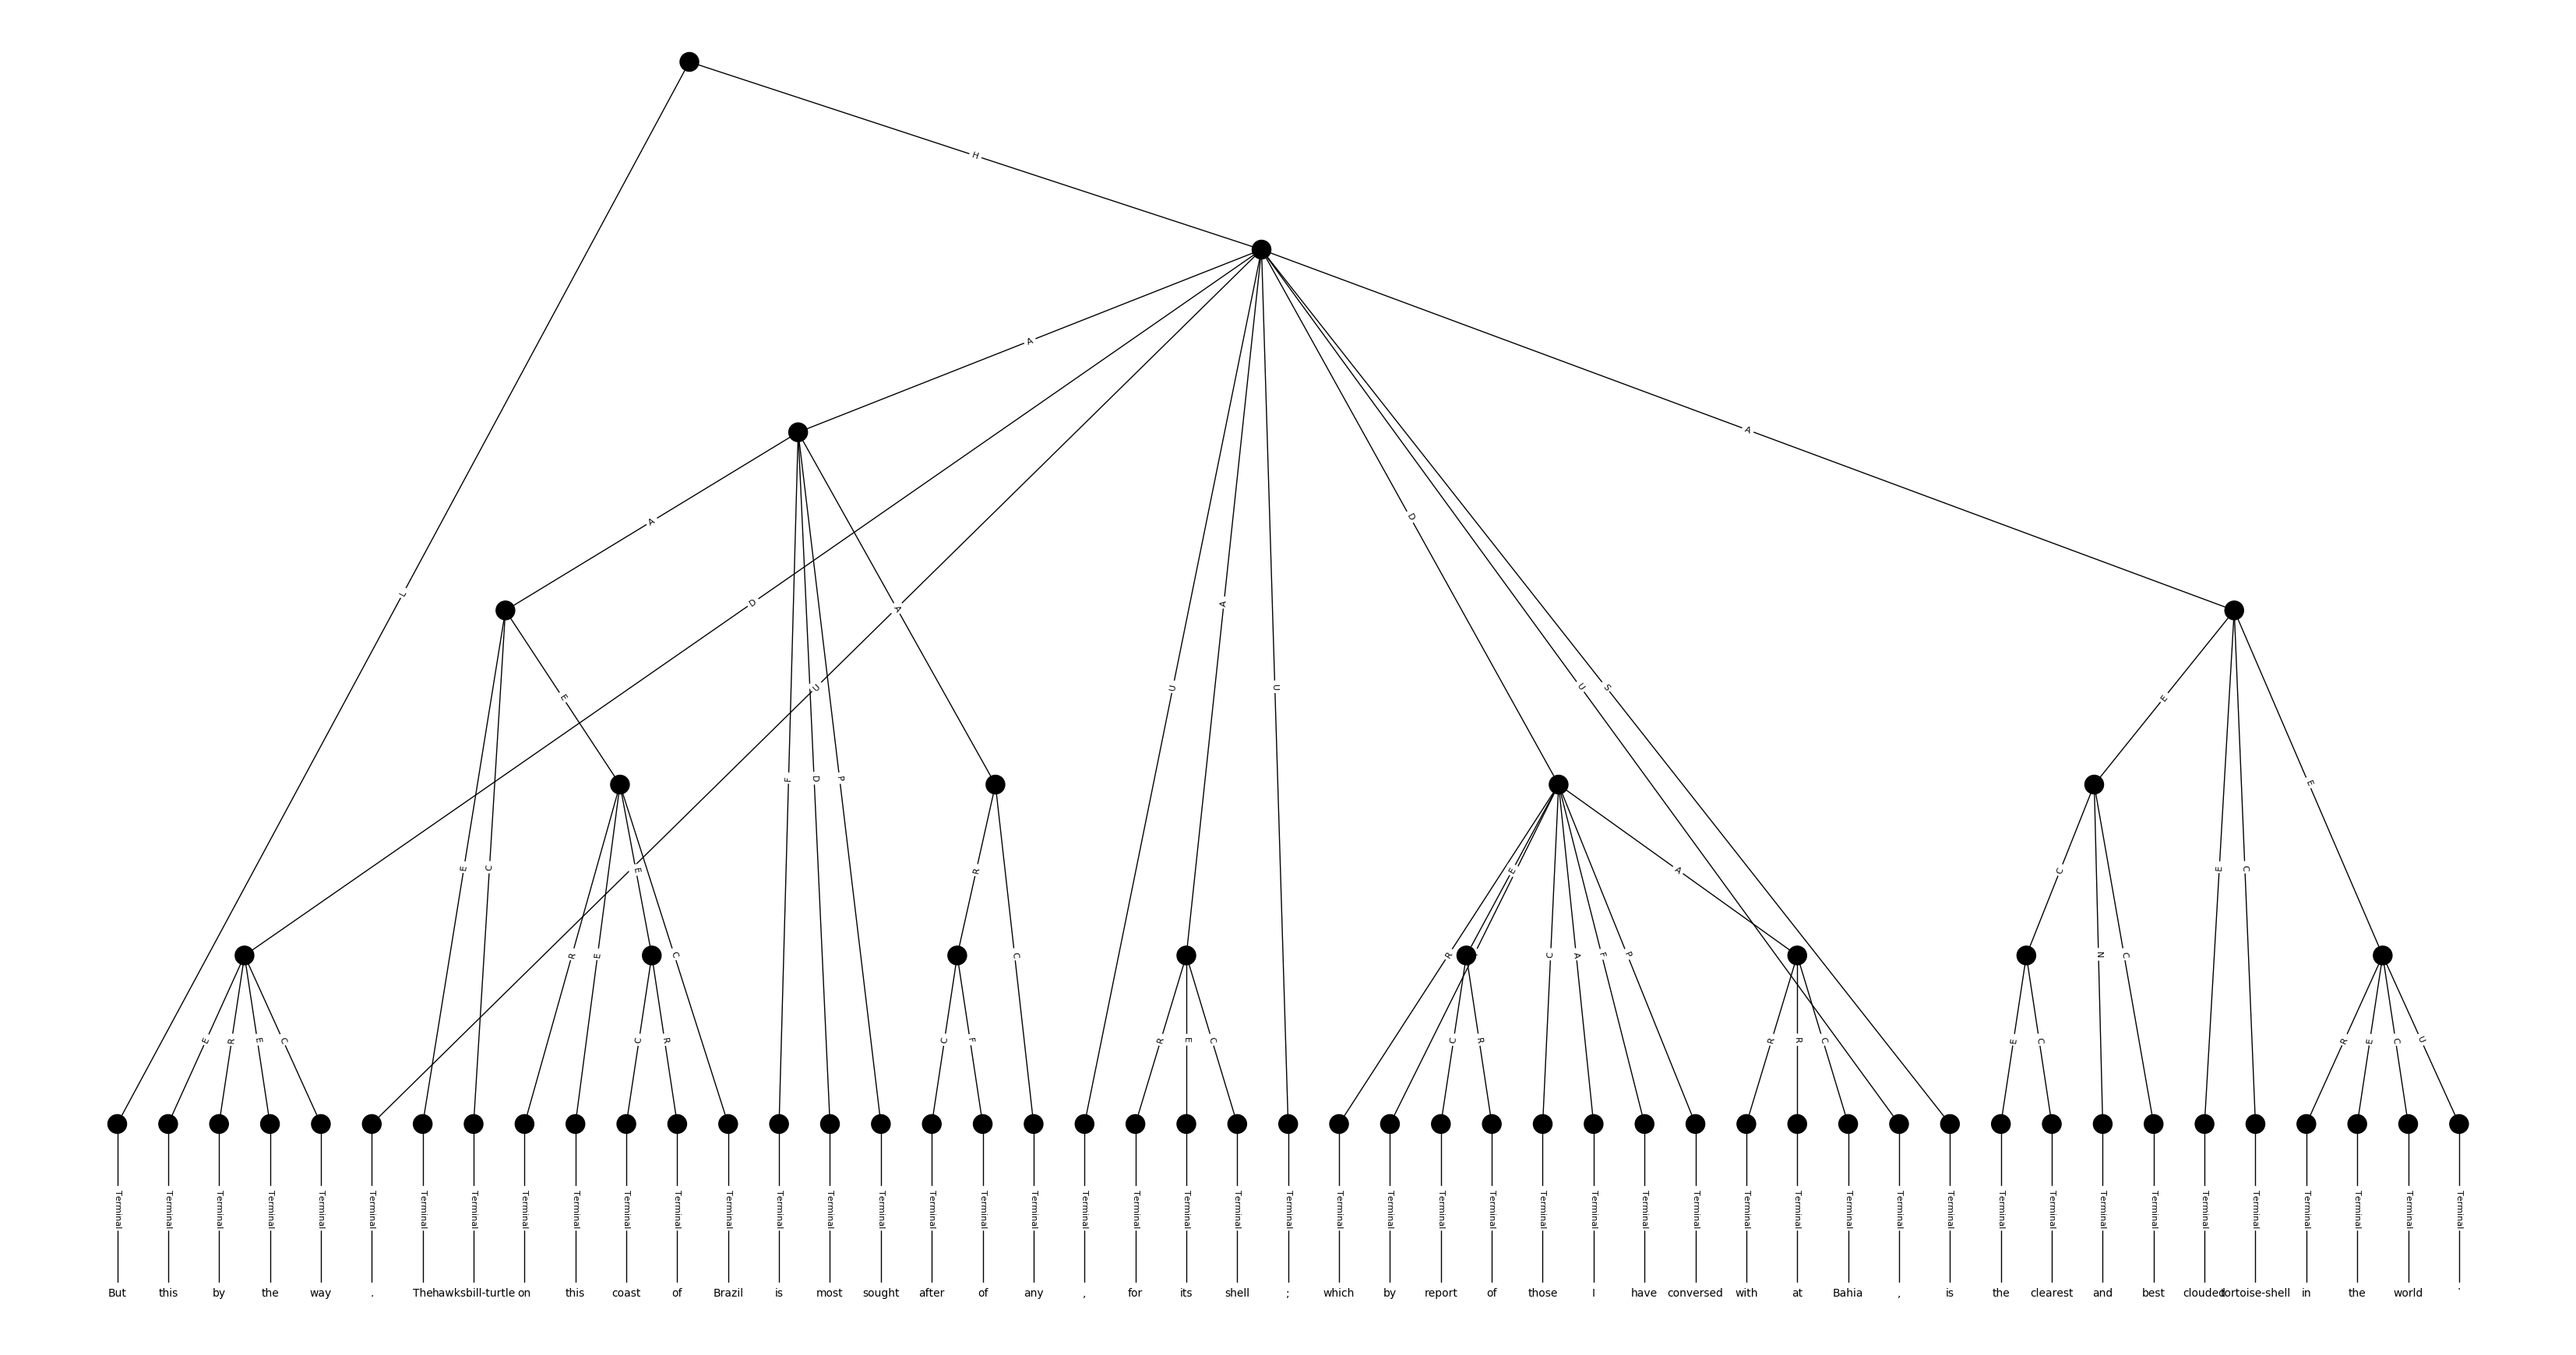 H
A
A
A
D
L
A
D
A
U
U
U
U
S
E
E
F
D
P
E
E
C
E
R
E
A
C
E
C
R
E
C
R
C
R
C
A
F
P
N
C
E
R
E
C
C
R
C
F
R
E
C
C
R
R
R
C
E
C
R
E
C
U
Terminal Terminal Terminal Terminal Terminal Terminal Terminal Terminal Terminal Terminal Terminal Terminal Terminal Terminal Terminal Terminal Terminal Terminal Terminal Terminal Terminal Terminal Terminal Terminal Terminal Terminal Terminal Terminal Terminal Terminal Terminal Terminal Terminal Terminal Terminal Terminal Terminal Terminal Terminal Terminal Terminal Terminal Terminal Terminal Terminal Terminal Terminal
But this by the way . The hawksbill-turtle on this coast of Brazil is most sought after of any , for its shell ; which by report of those I have conversed with at Bahia , is the clearest and best clouded tortoise-shell in the world .